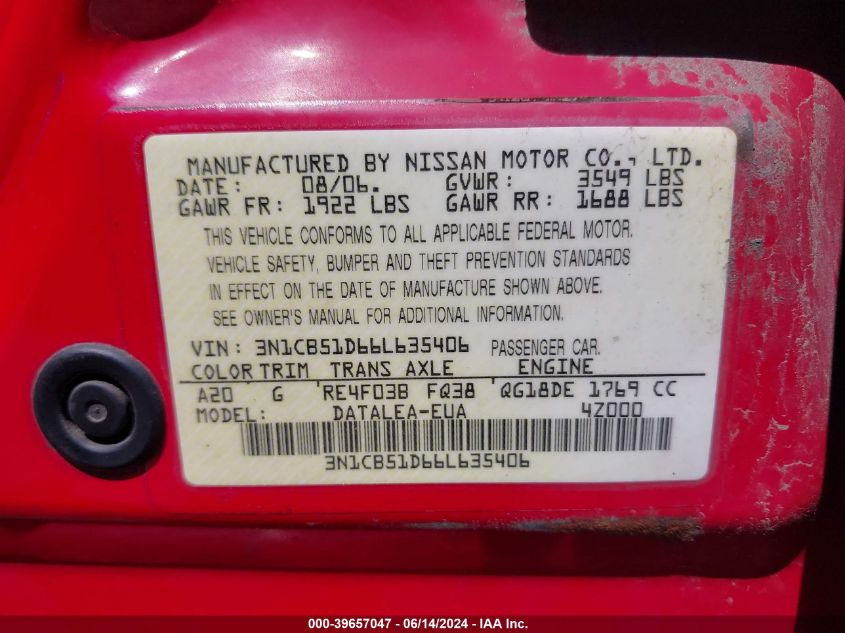 MANUFACTURED BY NISSAN MOTOR CO., LTD.
DATE: 08/06. GVWR: 3549 LBS
GAWR FR: 1922 LBS GAWR RR: 1688 LBS
THIS VEHICLE CONFORMS TO ALL APPLICABLE FEDERAL MOTOR.
VEHICLE SAFETY, BUMPER AND THEFT PREVENTION STANDARDS
IN EFFECT ON THE DATE OF MANUFACTURE SHOWN ABOVE.
SEE OWNER'S MANUAL FOR ADDITIONAL INFORMATION.
VIN: 3N1CB51D66L635406 PASSENGER CAR.
COLOR TRIM TRANS AXLE ENGINE
A20 G RE4F03B FQ38 QG18DE 1769 CC
MODEL: DATALEA-EUA 4Z000
3N1CB51D66L635406
000-39657047 - 06/14/2024 - IAA Inc.